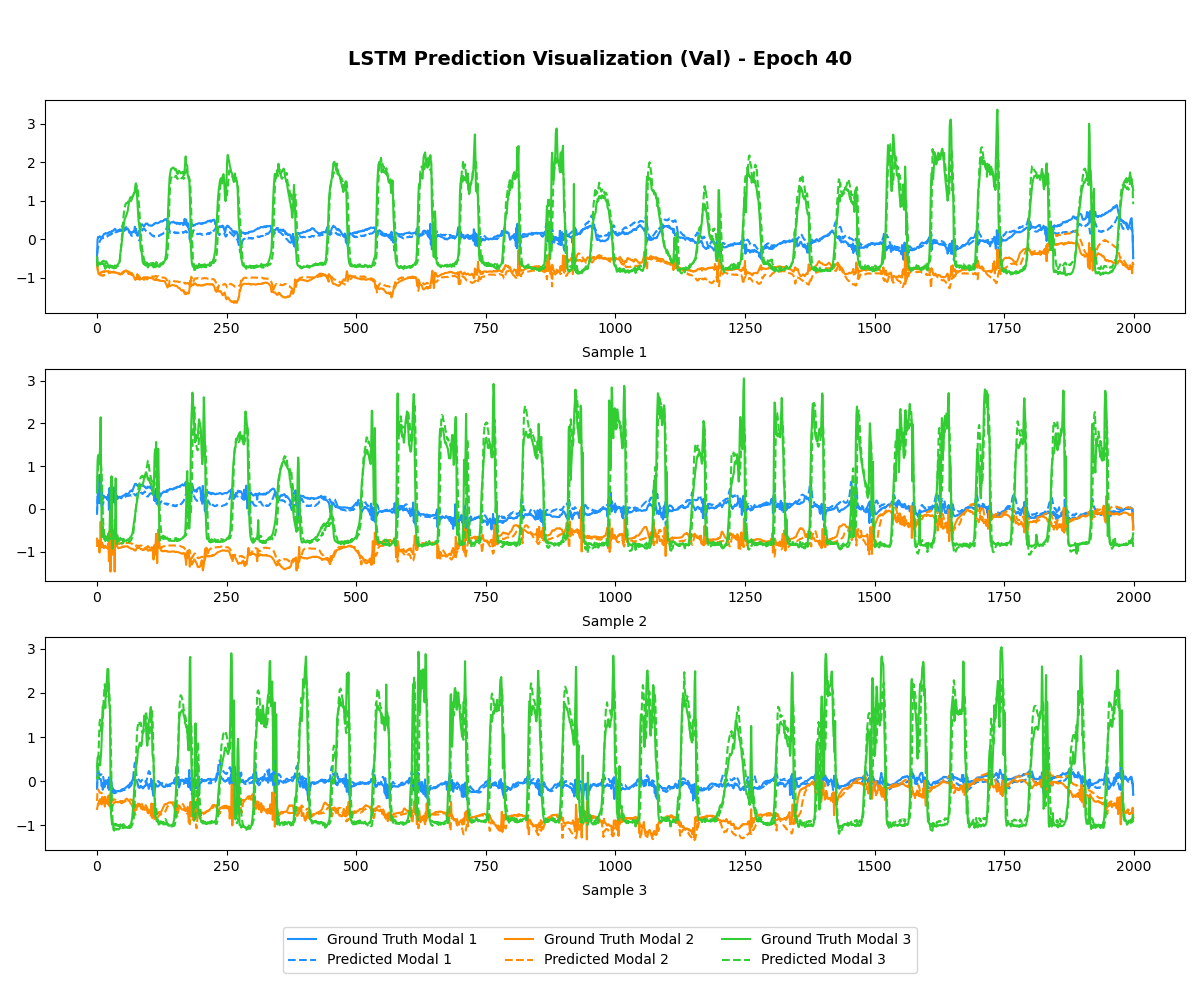 LSTM Prediction Visualization (Val) - Epoch 40
3
2
1
0
−1
0 250 500 750 1000 1250 1500 1750 2000
Sample 1
3
2
1
0
−1
0 250 500 750 1000 1250 1500 1750 2000
Sample 2
3
2
1
0
−1
0 250 500 750 1000 1250 1500 1750 2000
Sample 3
Ground Truth Modal 1 Ground Truth Modal 2 Ground Truth Modal 3
Predicted Modal 1 Predicted Modal 2 Predicted Modal 3